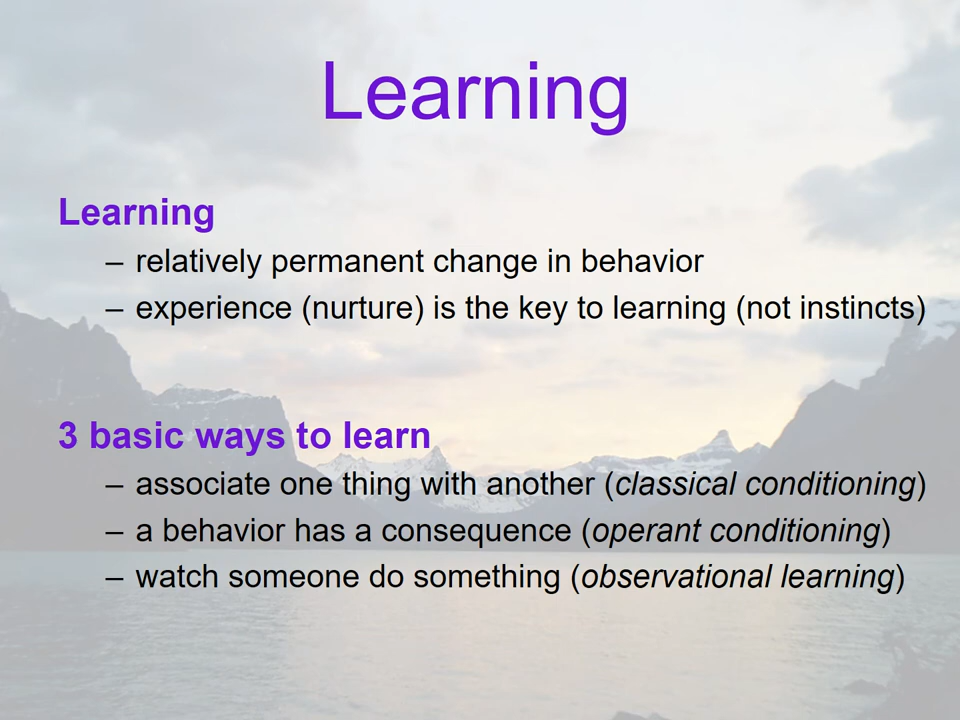 Learning
Learning
– relatively permanent change in behavior
– experience (nurture) is the key to learning (not instincts)
3 basic ways to learn
– associate one thing with another (classical conditioning)
– a behavior has a consequence (operant conditioning)
– watch someone do something (observational learning)